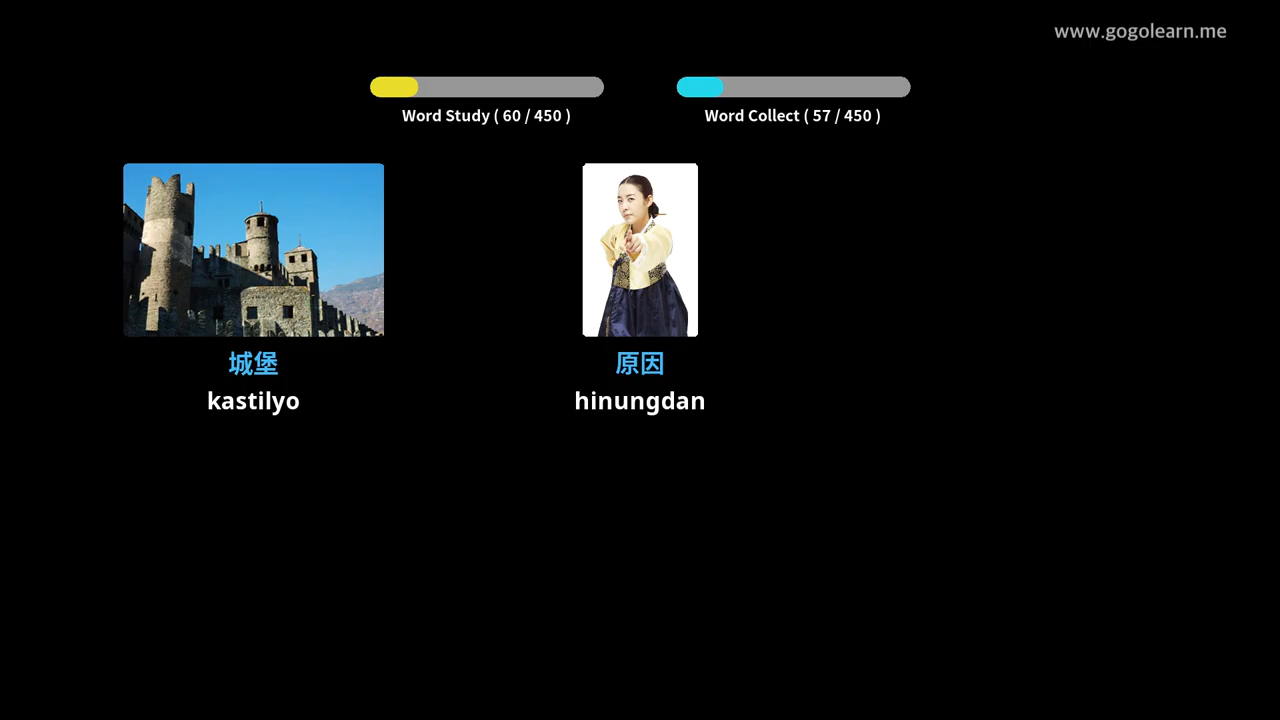 www.gogolearn.me
Word Study ( 60 / 450 )
Word Collect ( 57 / 450 )
城堡
kastilyo
原因
hinungdan